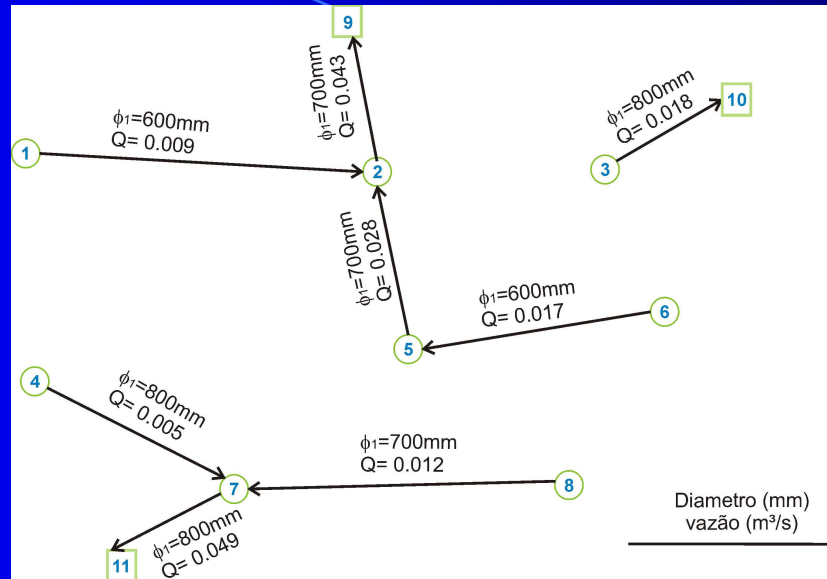 9
ϕ1=700mm
Q= 0.043
ϕ1=800mm
Q= 0.018
10
ϕ1=600mm
Q= 0.009
1
2
3
ϕ1=700mm
Q= 0.028
ϕ1=600mm
Q= 0.017
6
5
4
ϕ1=800mm
Q= 0.005
ϕ1=700mm
Q= 0.012
7
8
ϕ1=800mm
Q= 0.049
11
Diametro (mm)
vazão (m³/s)